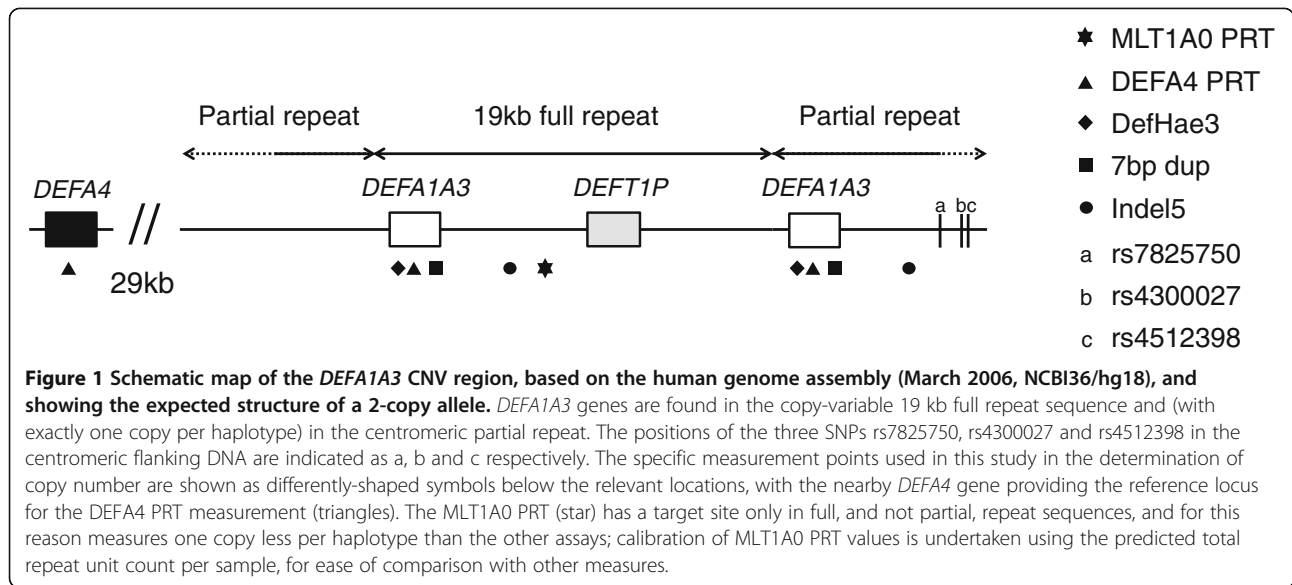 Partial repeat
19kb full repeat
Partial repeat
DEFA4
DEFA1A3
DEFT1P
DEFA1A3
a
bc
//
29kb
MLT1A0 PRT
DEFA4 PRT
DefHae3
7bp dup
Indel5
a rs7825750
b rs4300027
c rs4512398
Figure 1 Schematic map of the DEFA1A3 CNV region, based on the human genome assembly (March 2006, NCBI36/hg18), and
showing the expected structure of a 2-copy allele. DEFA1A3 genes are found in the copy-variable 19 kb full repeat sequence and (with
exactly one copy per haplotype) in the centromeric partial repeat. The positions of the three SNPs rs7825750, rs4300027 and rs4512398 in the
centromeric flanking DNA are indicated as a, b and c respectively. The specific measurement points used in this study in the determination of
copy number are shown as differently-shaped symbols below the relevant locations, with the nearby DEFA4 gene providing the reference locus
for the DEFA4 PRT measurement (triangles). The MLT1A0 PRT (star) has a target site only in full, and not partial, repeat sequences, and for this
reason measures one copy less per haplotype than the other assays; calibration of MLT1A0 PRT values is undertaken using the predicted total
repeat unit count per sample, for ease of comparison with other measures.